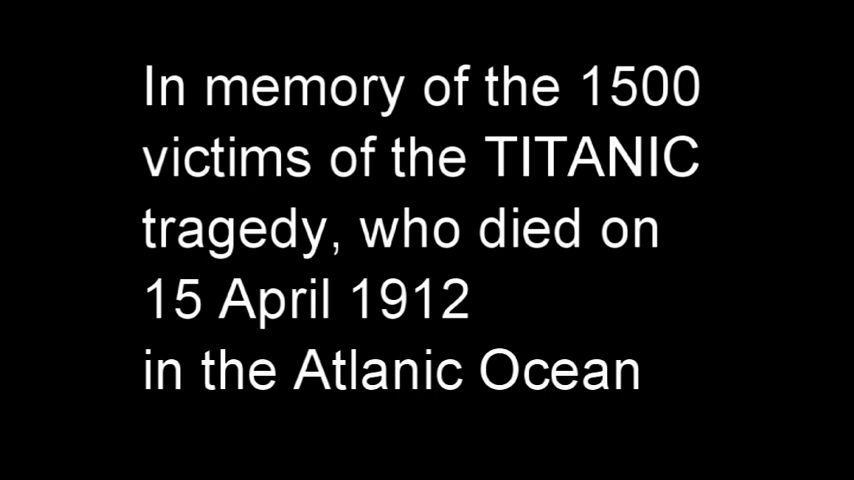 In memory of the 1500
victims of the TITANIC
tragedy, who died on
15 April 1912
in the Atlanic Ocean